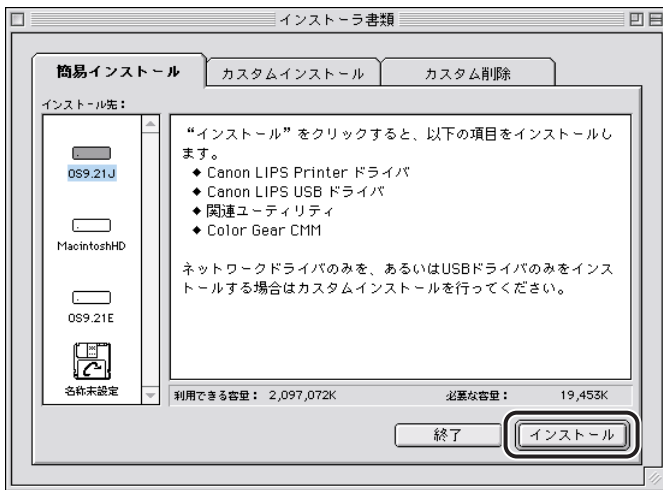 インストーラ書類
簡易インストール
カスタムインストール
カスタム削除
インストール先：
OS9.21J
MacintoshHD
OS9.21E
名称未設定
“インストール”をクリックすると、以下の項目をインストールし
ます。
◆ Canon LIPS Printer ドライバ
◆ Canon LIPS USB ドライバ
◆ 関連ユーティリティ
◆ Color Gear CMM
ネットワークドライバのみを、あるいはUSBドライバのみをインス
トールする場合はカスタムインストールを行ってください。
利用できる容量： 2,097,072K
必要な容量： 19,453K
終了
インストール